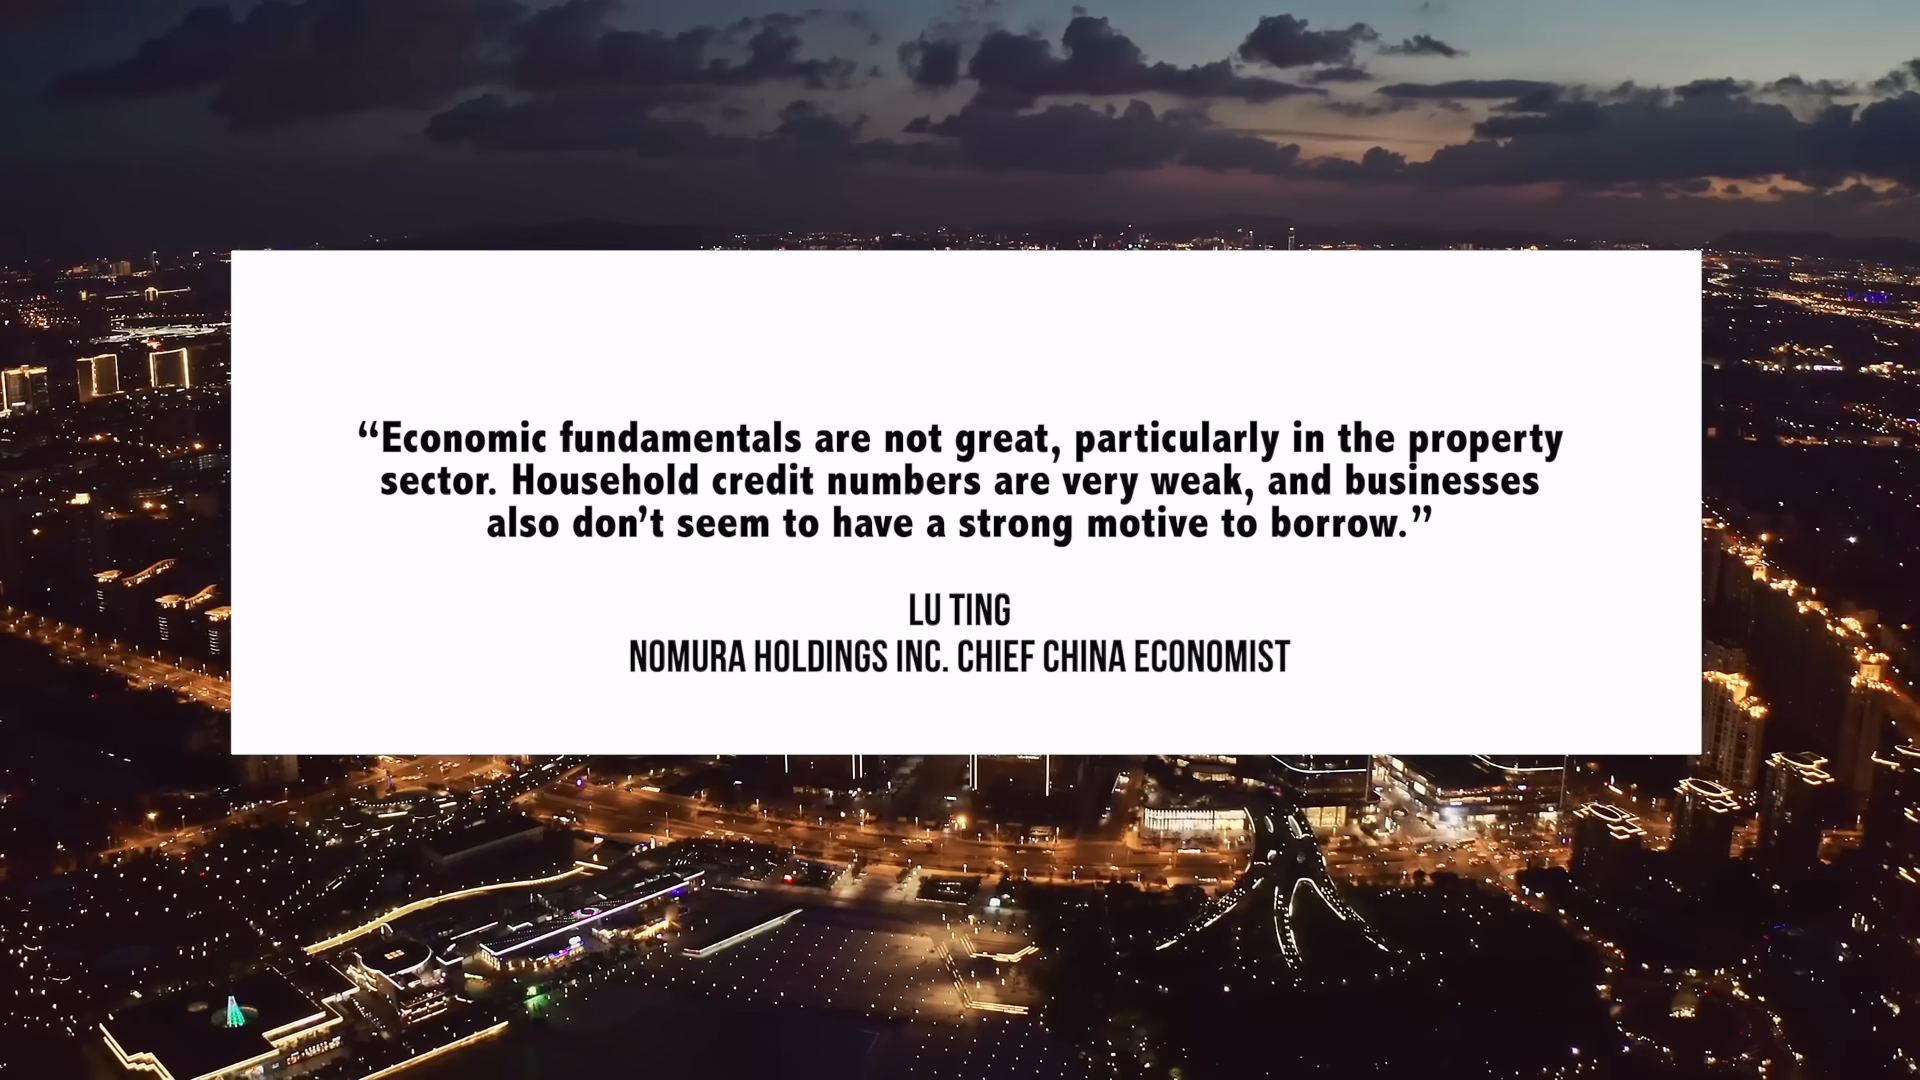 “Economic fundamentals are not great, particularly in the property
sector. Household credit numbers are very weak, and businesses
also don’t seem to have a strong motive to borrow.”
LU TING
NOMURA HOLDINGS INC. CHIEF CHINA ECONOMIST